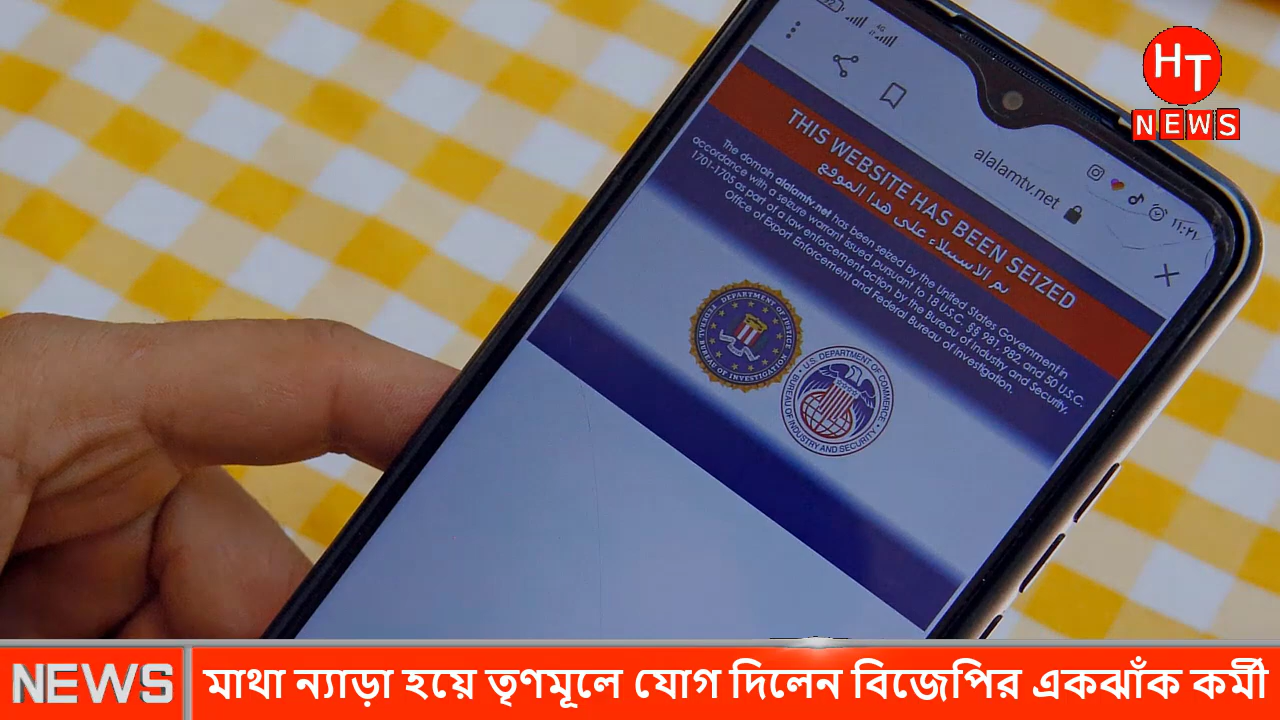 HT
NEWS
4G
alalamtv.net
١١:٢١
THIS WEBSITE HAS BEEN SEIZED
تم الاستيلاء على هذا الموقع
The domain alalamtv.net has been seized by the United States Government in
accordance with a seizure warrant issued pursuant to 18 U.S.C. §§ 981, 982, and 50 U.S.C.
1701-1705 as part of a law enforcement action by the Bureau of Industry and Security,
Office of Export Enforcement and Federal Bureau of Investigation.
DEPARTMENT OF JUSTICE
FEDERAL BUREAU OF INVESTIGATION
U.S. DEPARTMENT OF COMMERCE
BUREAU OF INDUSTRY AND SECURITY
NEWS
মাথা ন্যাড়া হয়ে তৃণমূলে যোগ দিলেন বিজেপির একঝাঁক কর্মী